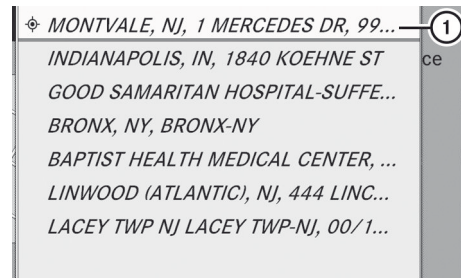 MONTVALE, NJ, 1 MERCEDES DR, 99... 1
INDIANAPOLIS, IN, 1840 KOEHNE ST ce
GOOD SAMARITAN HOSPITAL-SUFFE...
BRONX, NY, BRONX-NY
BAPTIST HEALTH MEDICAL CENTER, ...
LINWOOD (ATLANTIC), NJ, 444 LINC...
LACEY TWP NJ LACEY TWP-NJ, 00/1...